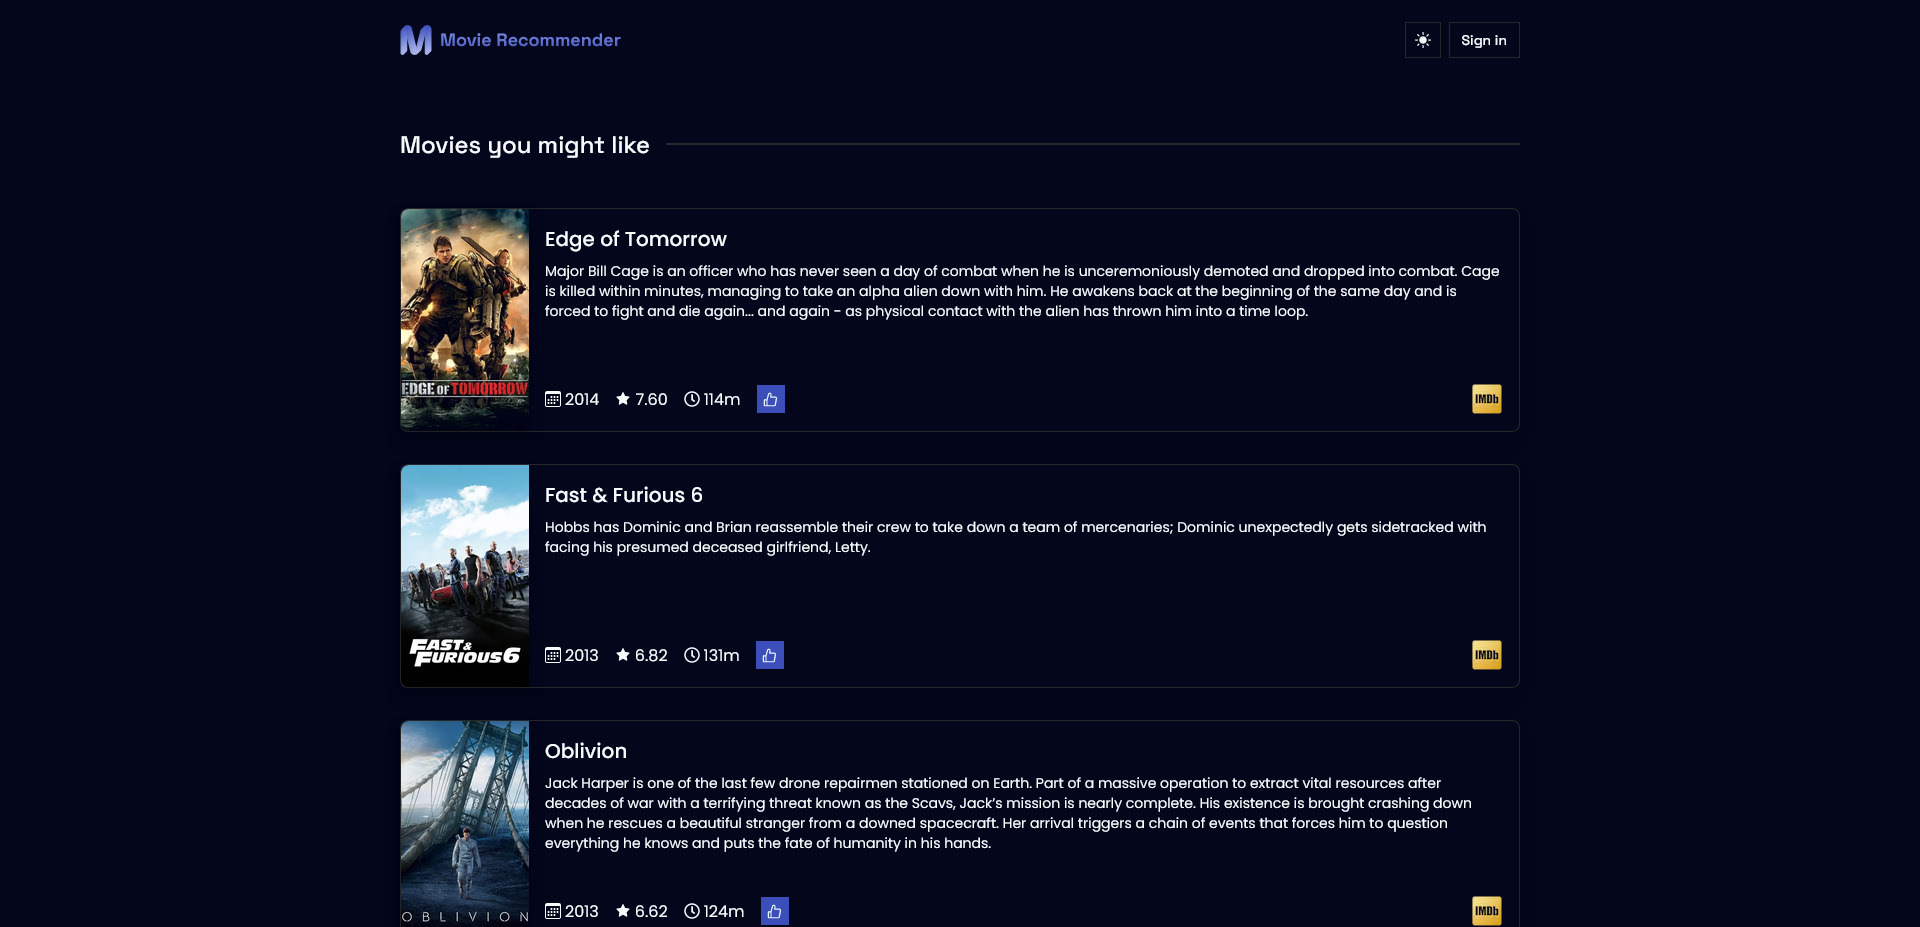 Movie Recommender
Sign in
Movies you might like
EDGE OF TOMORROW
Edge of Tomorrow
Major Bill Cage is an officer who has never seen a day of combat when he is unceremoniously demoted and dropped into combat. Cage
is killed within minutes, managing to take an alpha alien down with him. He awakens back at the beginning of the same day and is
forced to fight and die again... and again - as physical contact with the alien has thrown him into a time loop.
2014 7.60 114m IMDb
FAST &
FURIOUS 6
Fast & Furious 6
Hobbs has Dominic and Brian reassemble their crew to take down a team of mercenaries; Dominic unexpectedly gets sidetracked with
facing his presumed deceased girlfriend, Letty.
2013 6.82 131m IMDb
OBLIVION
Oblivion
Jack Harper is one of the last few drone repairmen stationed on Earth. Part of a massive operation to extract vital resources after
decades of war with a terrifying threat known as the Scavs, Jack’s mission is nearly complete. His existence is brought crashing down
when he rescues a beautiful stranger from a downed spacecraft. Her arrival triggers a chain of events that forces him to question
everything he knows and puts the fate of humanity in his hands.
2013 6.62 124m IMDb